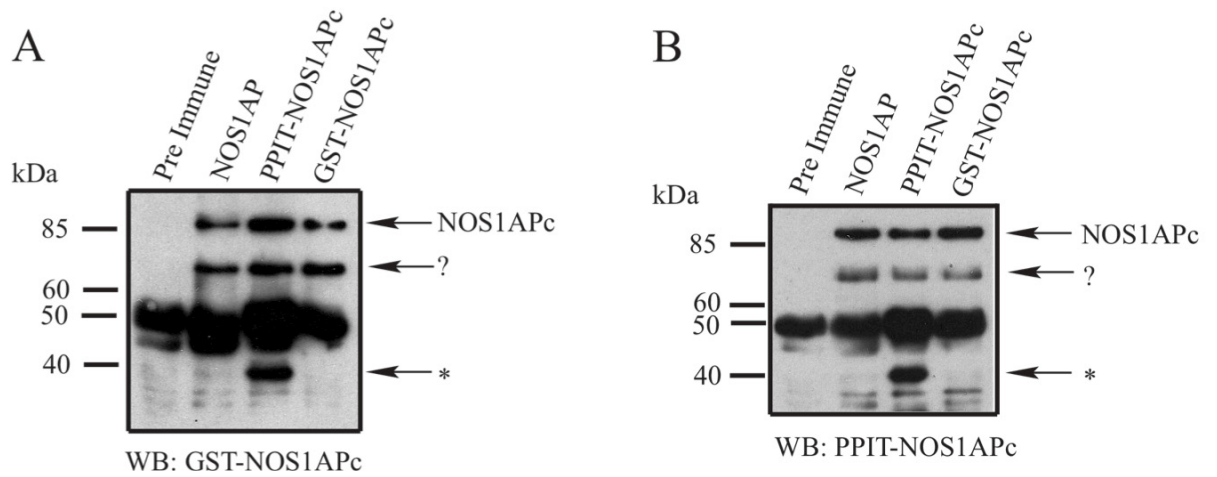 A
Pre Immune
NOS1AP
PPIT-NOS1APc
GST-NOS1APc
kDa
85
60
50
40
NOS1APc
?
*
WB: GST-NOS1APc
B
Pre Immune
NOS1AP
PPIT-NOS1APc
GST-NOS1APc
kDa
85
60
50
40
NOS1APc
?
*
WB: PPIT-NOS1APc